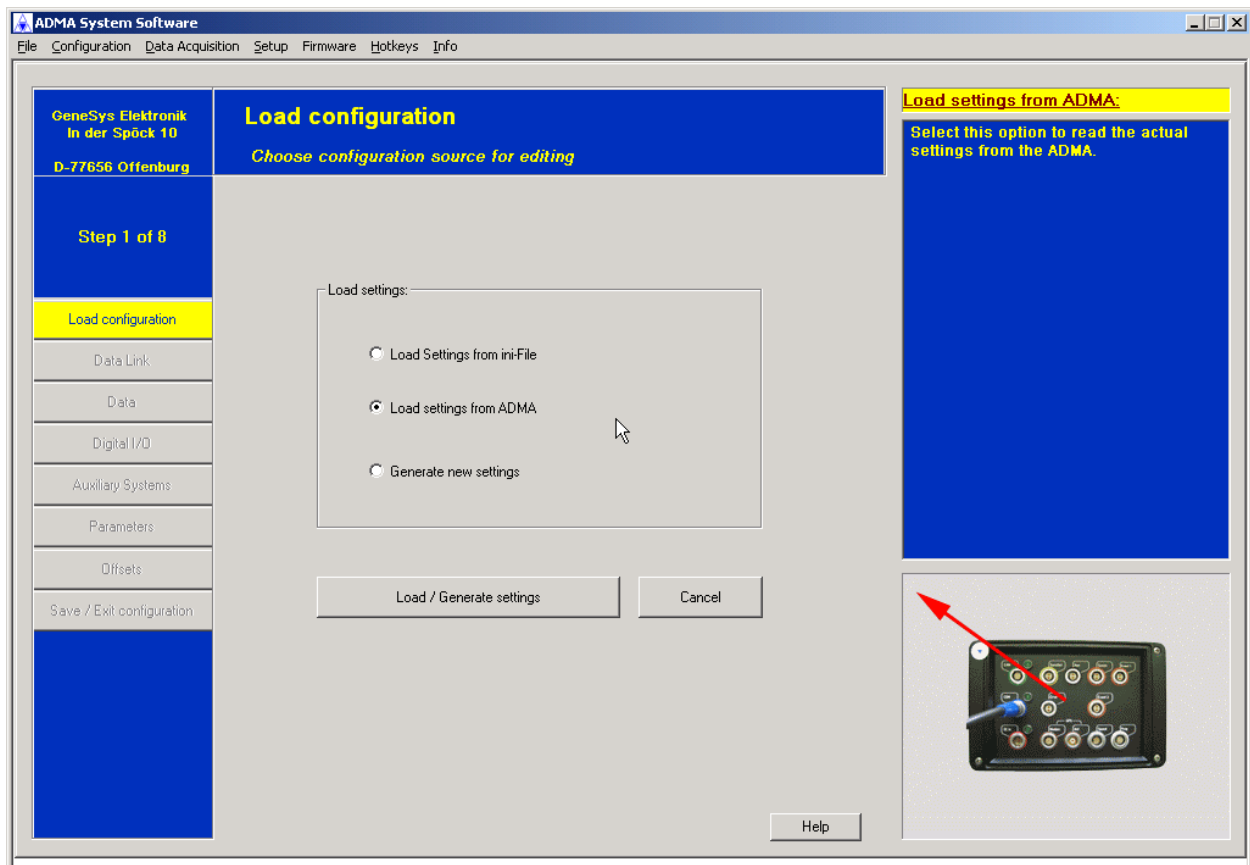 ADMA System Software
File Configuration Data Acquisition Setup Firmware Hotkeys Info
GeneSys Elektronik
In der Spöck 10
D-77656 Offenburg
Load configuration
Choose configuration source for editing
Load settings from ADMA:
Select this option to read the actual
settings from the ADMA.
Step 1 of 8
Load configuration
Data Link
Data
Digital I/O
Auxiliary Systems
Parameters
Offsets
Save / Exit configuration
Load settings:
Load Settings from ini-File
Load settings from ADMA
Generate new settings
Load / Generate settings
Cancel
Help